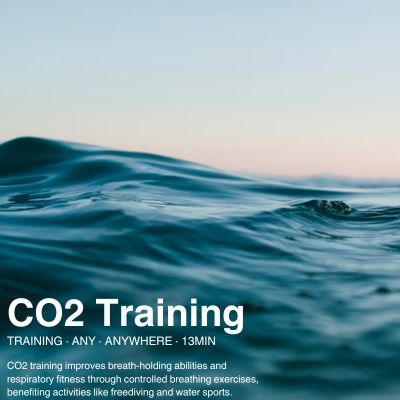 CO2 Training
TRAINING · ANY · ANYWHERE · 13MIN
CO2 training improves breath-holding abilities and
respiratory fitness through controlled breathing exercises,
benefiting activities like freediving and water sports.